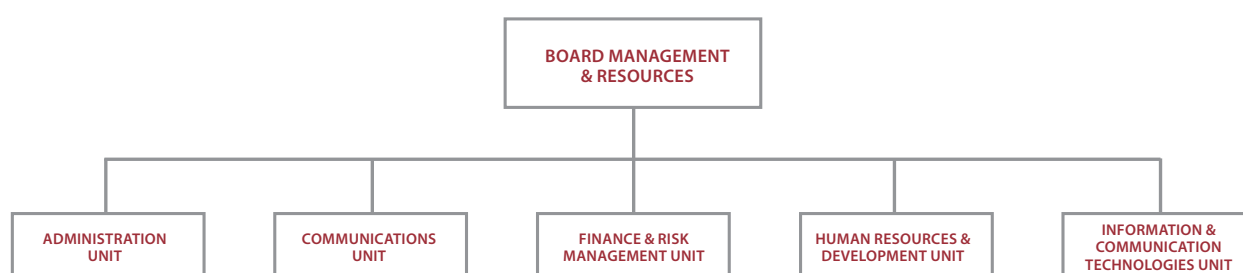 BOARD MANAGEMENT
& RESOURCES
ADMINISTRATION
UNIT
COMMUNICATIONS
UNIT
FINANCE & RISK
MANAGEMENT UNIT
HUMAN RESOURCES &
DEVELOPMENT UNIT
INFORMATION &
COMMUNICATION
TECHNOLOGIES UNIT